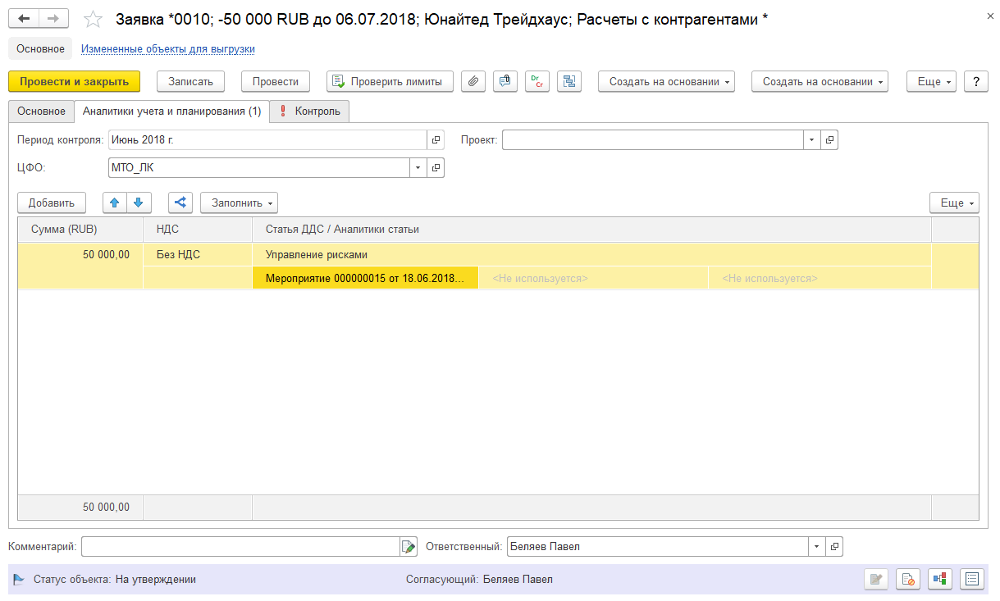 Заявка *0010; -50 000 RUB до 06.07.2018; Юнайтед Трейдхаус; Расчеты с контрагентами *
Основное Измененные объекты для выгрузки
Провести и закрыть Записать Провести Проверить лимиты Dr Cr Создать на основании Создать на основании Еще ?
Основное Аналитики учета и планирования (1) Контроль
Период контроля: Июнь 2018 г. Проект:
ЦФО: МТО_ЛК
Добавить Заполнить Еще
Сумма (RUB) НДС Статья ДДС / Аналитики статьи
50 000,00 Без НДС Управление рисками
Мероприятие 000000015 от 18.06.2018... <Не используется> <Не используется>
50 000,00
Комментарий: Ответственный: Беляев Павел
Статус объекта: На утверждении Согласующий: Беляев Павел